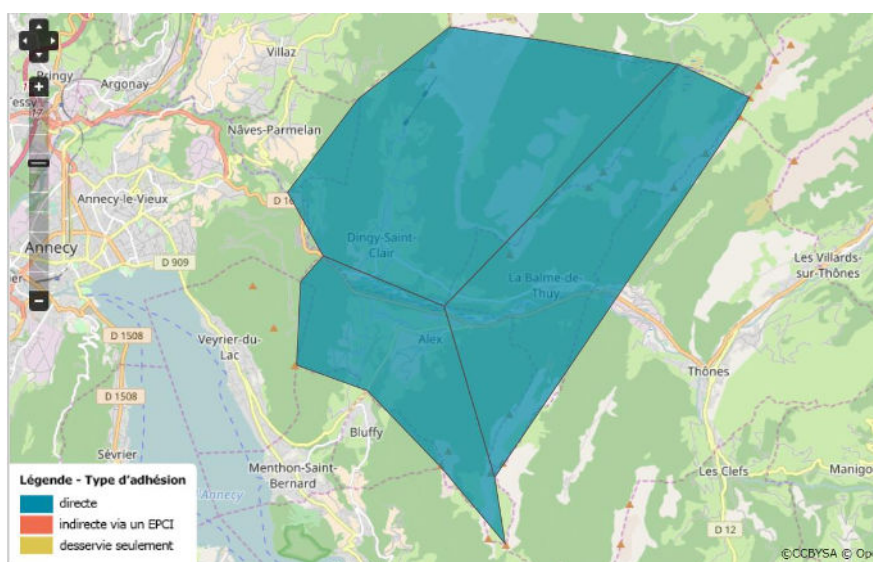 Villaz
Pringy
Argonay
Nâves-Parmelan
Annecy-le-Vieux
Annecy
D 909
Dingy-Saint-
Clair
La Balme-de-
Thuy
Les Villards-
sur-Thônes
D 1508
Veyrier-du-
Lac
Alex
Thônes
D 1508
Bluffy
Sévrier
Menthon-Saint-
Bernard
Les Clefs
Manigo
d'Annecy
D 12
Légende - Type d'adhésion
directe
indirecte via un EPCI
desservie seulement
©CCBYSA © Op